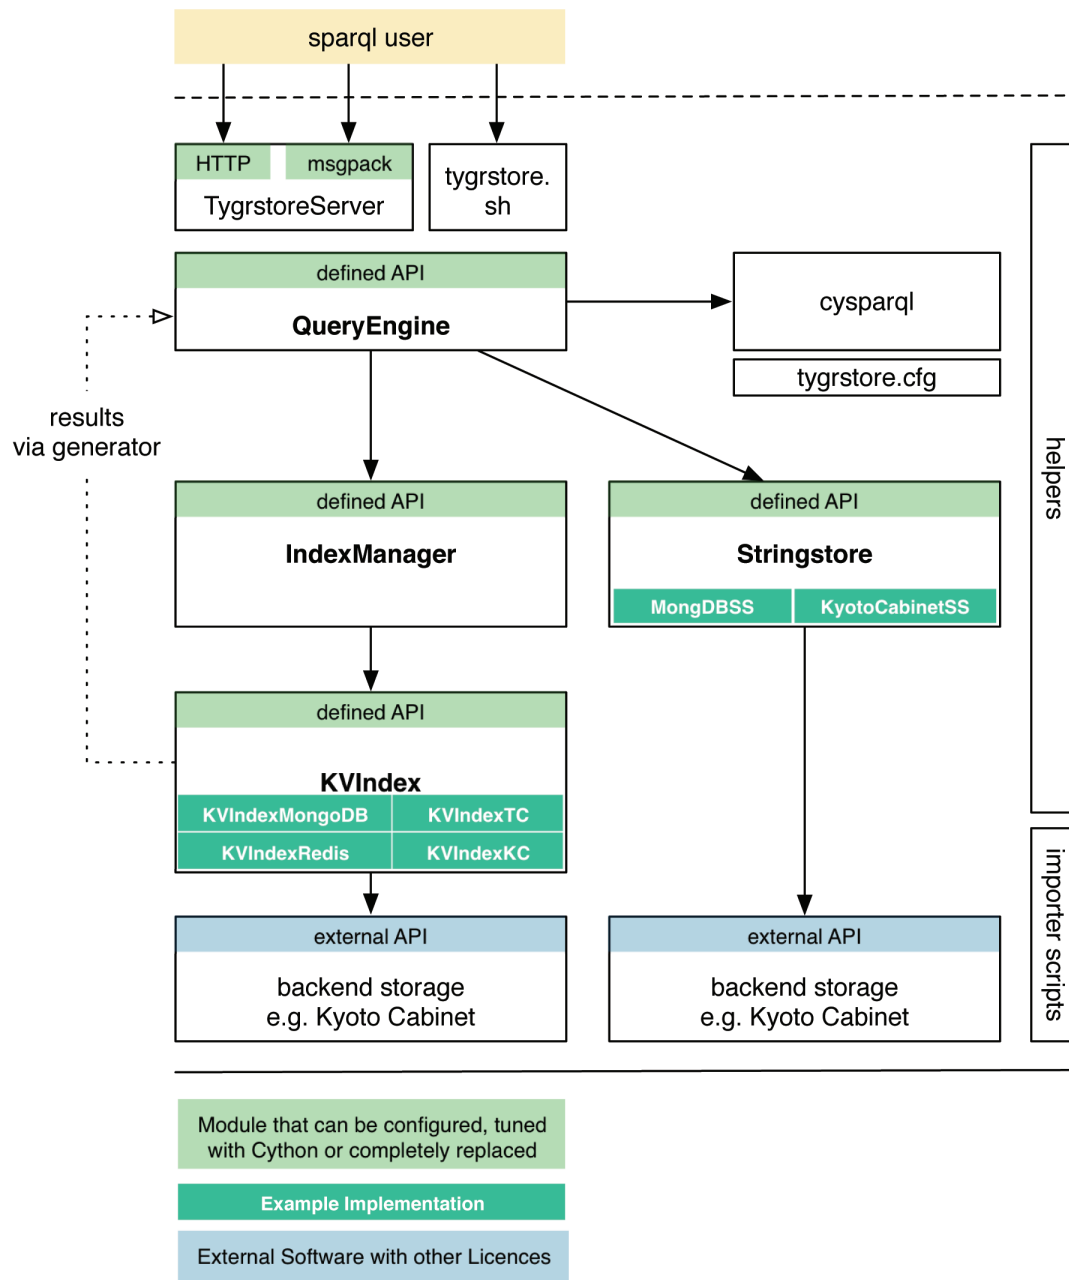 sparql user
HTTP
msgpack
TygrstoreServer
tygrstore.
sh
defined API
QueryEngine
cysparql
tygrstore.cfg
results
via generator
helpers
defined API
IndexManager
defined API
Stringstore
MongDBSS
KyotoCabinetSS
defined API
KVIndex
KVIndexMongoDB
KVIndexTC
KVIndexRedis
KVIndexKC
importer scripts
external API
backend storage
e.g. Kyoto Cabinet
external API
backend storage
e.g. Kyoto Cabinet
Module that can be configured, tuned
with Cython or completely replaced
Example Implementation
External Software with other Licences